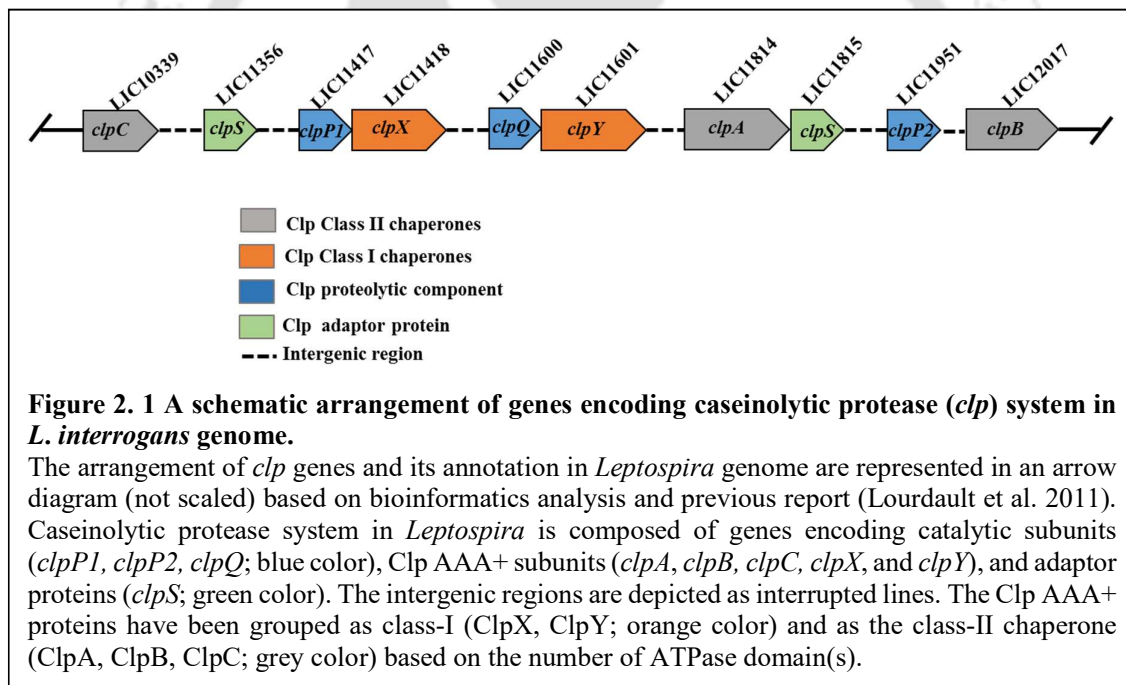 LIC10339 LIC11356 LIC11417 LIC11418 LIC11600 LIC11601 LIC11814 LIC11815 LIC11951 LIC12017
clpC clpS clpP1 clpX clpQ clpY clpA clpS clpP2 clpB
Clp Class II chaperones
Clp Class I chaperones
Clp proteolytic component
Clp adaptor protein
Intergenic region
Figure 2. 1 A schematic arrangement of genes encoding caseinolytic protease (clp) system in
L. interrogans genome.
The arrangement of clp genes and its annotation in Leptospira genome are represented in an arrow
diagram (not scaled) based on bioinformatics analysis and previous report (Lourdault et al. 2011).
Caseinolytic protease system in Leptospira is composed of genes encoding catalytic subunits
(clpP1, clpP2, clpQ; blue color), Clp AAA+ subunits (clpA, clpB, clpC, clpX, and clpY), and adaptor
proteins (clpS; green color). The intergenic regions are depicted as interrupted lines. The Clp AAA+
proteins have been grouped as class-I (ClpX, ClpY; orange color) and as the class-II chaperone
(ClpA, ClpB, ClpC; grey color) based on the number of ATPase domain(s).